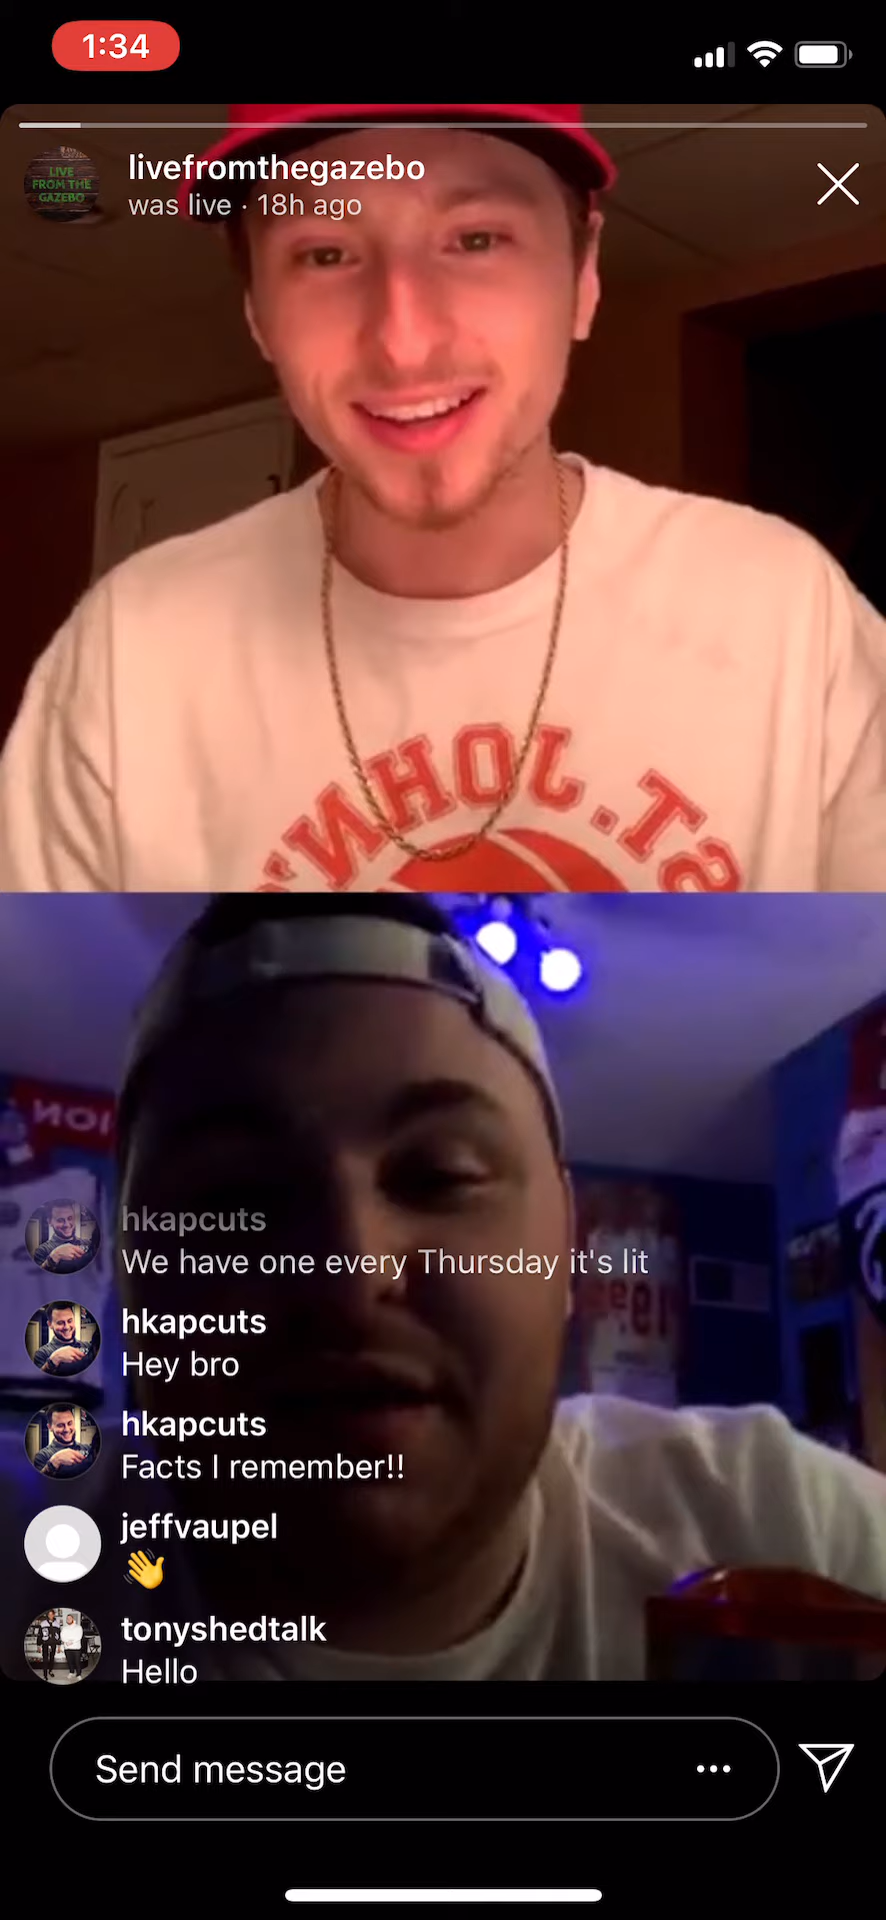 1:34
LIVE
FROM THE
GAZEBO
livefromthegazebo
was live · 18h ago
ST. JOHN'
ION
hkapcuts
We have one every Thursday it's lit
hkapcuts
Hey bro
hkapcuts
Facts I remember!!
jeffvaupel
👋
tonyshedtalk
Hello
Send message